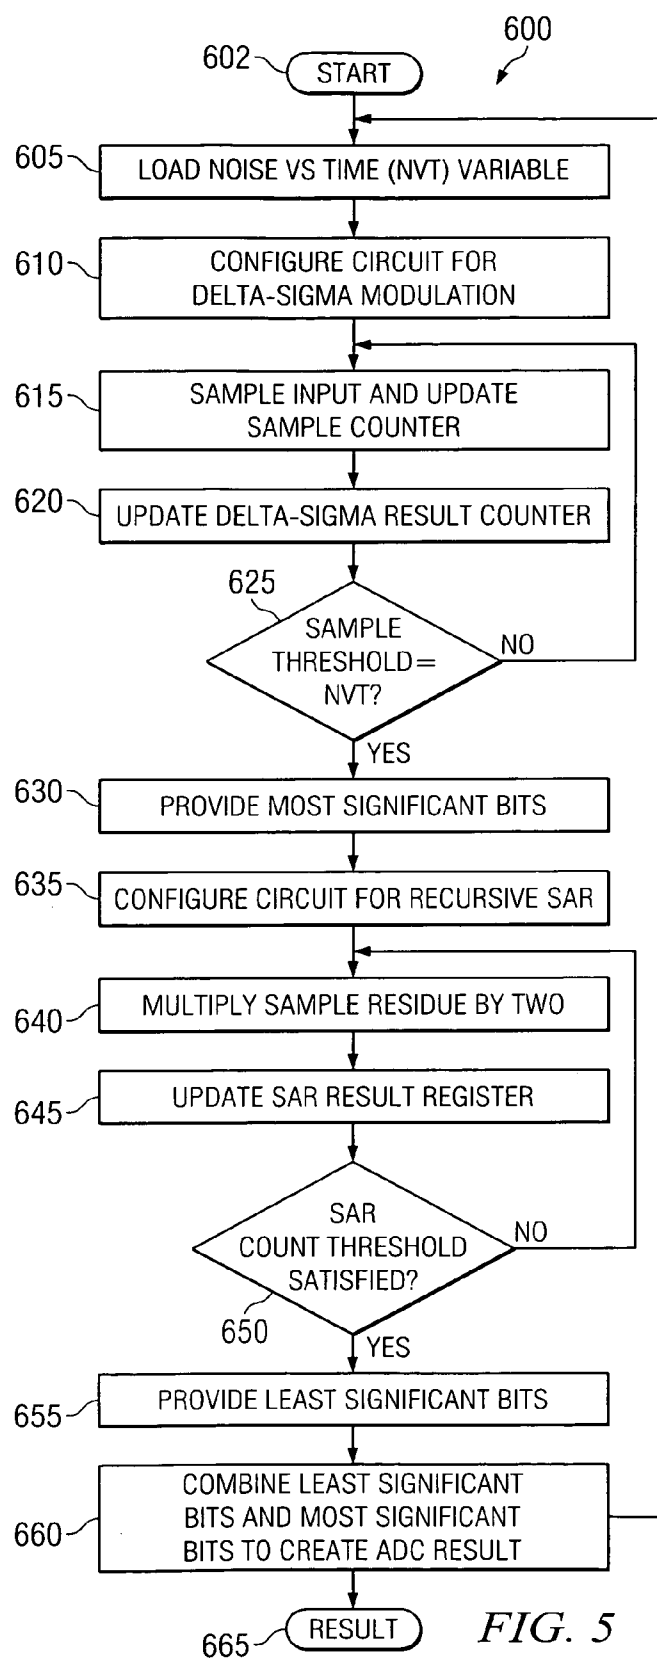 600
602
START
605
LOAD NOISE VS TIME (NVT) VARIABLE
610
CONFIGURE CIRCUIT FOR
DELTA-SIGMA MODULATION
615
SAMPLE INPUT AND UPDATE
SAMPLE COUNTER
620
UPDATE DELTA-SIGMA RESULT COUNTER
625
SAMPLE
THRESHOLD=
NVT?
NO
YES
630
PROVIDE MOST SIGNIFICANT BITS
635
CONFIGURE CIRCUIT FOR RECURSIVE SAR
640
MULTIPLY SAMPLE RESIDUE BY TWO
645
UPDATE SAR RESULT REGISTER
SAR
COUNT THRESHOLD
SATISFIED?
NO
650
YES
655
PROVIDE LEAST SIGNIFICANT BITS
660
COMBINE LEAST SIGNIFICANT
BITS AND MOST SIGNIFICANT
BITS TO CREATE ADC RESULT
665
RESULT
FIG. 5